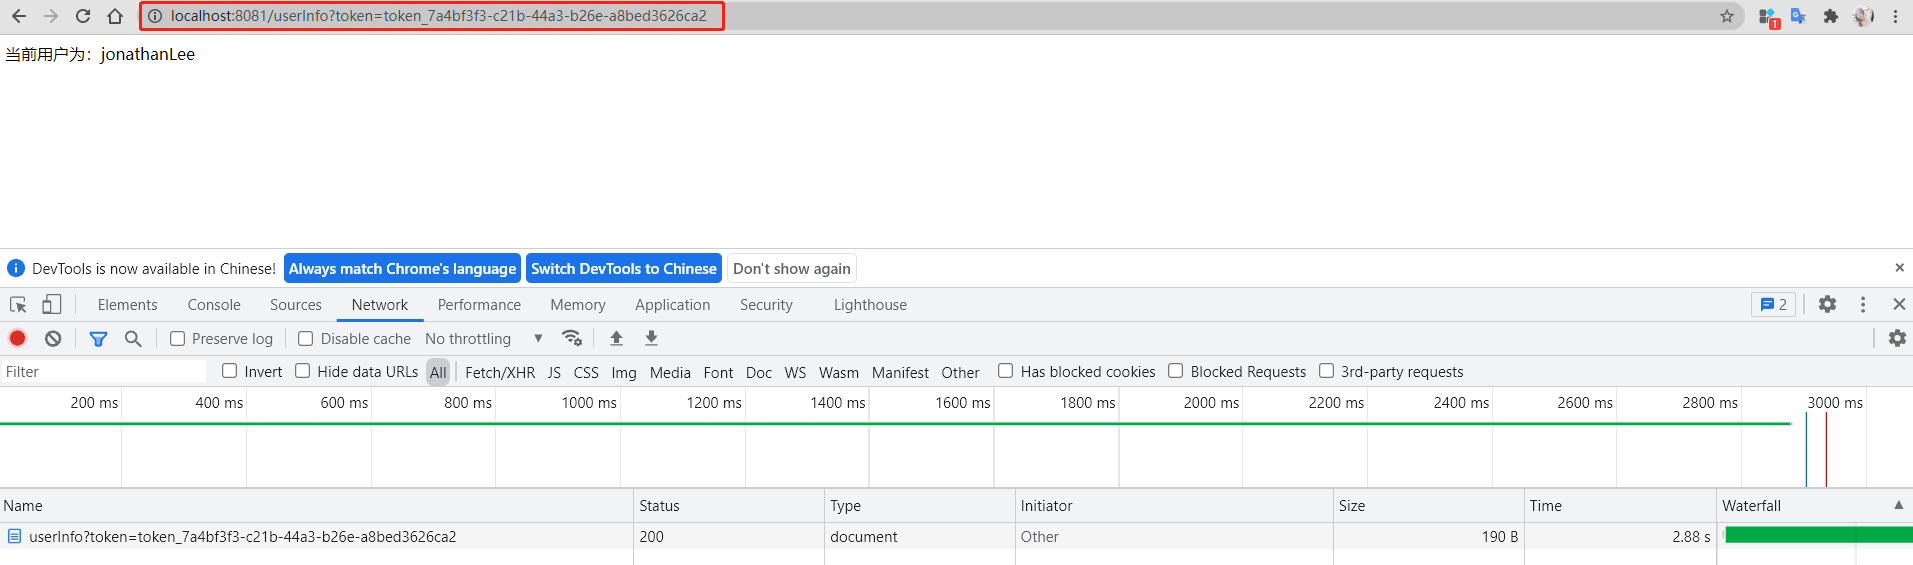 localhost:8081/userInfo?token=token_7a4bf3f3-c21b-44a3-b26e-a8bed3626ca2
1
当前用户为：jonathanLee
DevTools is now available in Chinese! Always match Chrome's language Switch DevTools to Chinese Don't show again
Elements Console Sources Network Performance Memory Application Security Lighthouse 2
Preserve log Disable cache No throttling
Filter Invert Hide data URLs All Fetch/XHR JS CSS Img Media Font Doc WS Wasm Manifest Other Has blocked cookies Blocked Requests 3rd-party requests
200 ms 400 ms 600 ms 800 ms 1000 ms 1200 ms 1400 ms 1600 ms 1800 ms 2000 ms 2200 ms 2400 ms 2600 ms 2800 ms 3000 ms
Name Status Type Initiator Size Time Waterfall
userInfo?token=token_7a4bf3f3-c21b-44a3-b26e-a8bed3626ca2 200 document Other 190 B 2.88 s